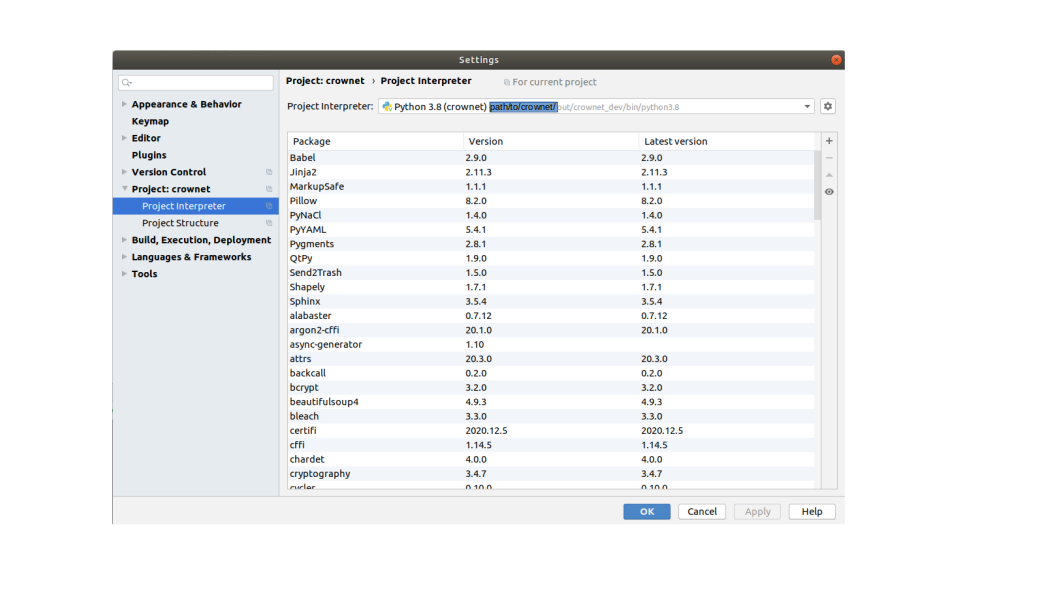 Settings
Project: crownet › Project Interpreter For current project
Appearance & Behavior
Keymap
Editor
Plugins
Version Control
Project: crownet
Project Interpreter
Project Structure
Build, Execution, Deployment
Languages & Frameworks
Tools
Project Interpreter: Python 3.8 (crownet) path/to/crownet/out/crownet_dev/bin/python3.8
Package Version Latest version
Babel 2.9.0 2.9.0
Jinja2 2.11.3 2.11.3
MarkupSafe 1.1.1 1.1.1
Pillow 8.2.0 8.2.0
PyNaCl 1.4.0 1.4.0
PyYAML 5.4.1 5.4.1
Pygments 2.8.1 2.8.1
QtPy 1.9.0 1.9.0
Send2Trash 1.5.0 1.5.0
Shapely 1.7.1 1.7.1
Sphinx 3.5.4 3.5.4
alabaster 0.7.12 0.7.12
argon2-cffi 20.1.0 20.1.0
async-generator 1.10
attrs 20.3.0 20.3.0
backcall 0.2.0 0.2.0
bcrypt 3.2.0 3.2.0
beautifulsoup4 4.9.3 4.9.3
bleach 3.3.0 3.3.0
certifi 2020.12.5 2020.12.5
cffi 1.14.5 1.14.5
chardet 4.0.0 4.0.0
cryptography 3.4.7 3.4.7
cycler 0.10.0 0.10.0
OK Cancel Apply Help